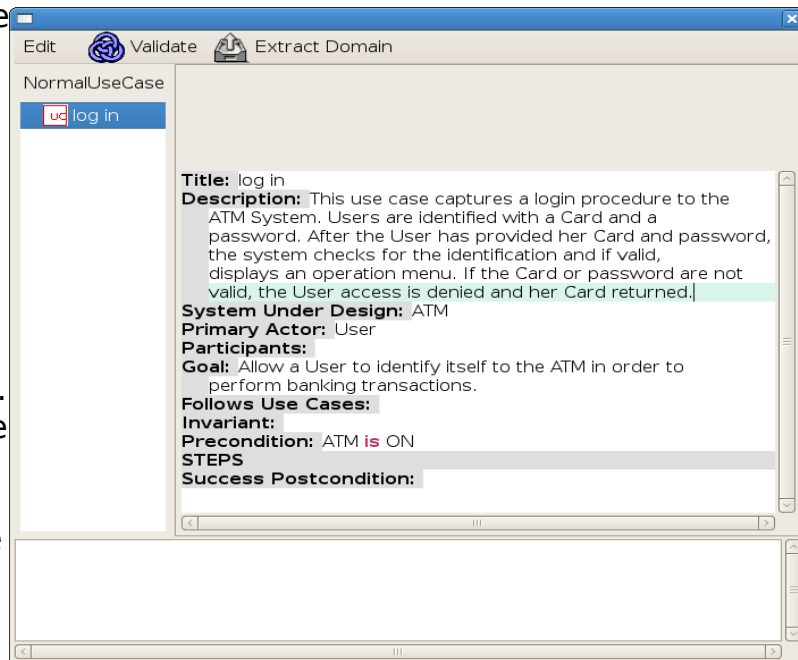 e
Edit Validate Extract Domain
NormalUseCase
uc log in
Title: log in
Description: This use case captures a login procedure to the
ATM System. Users are identified with a Card and a
password. After the User has provided her Card and password,
the system checks for the identification and if valid,
displays an operation menu. If the Card or password are not
valid, the User access is denied and her Card returned.
System Under Design: ATM
Primary Actor: User
Participants:
Goal: Allow a User to identify itself to the ATM in order to
perform banking transactions.
.
Follows Use Cases:
e
Invariant:
Precondition: ATM is ON
STEPS
Success Postcondition:
e